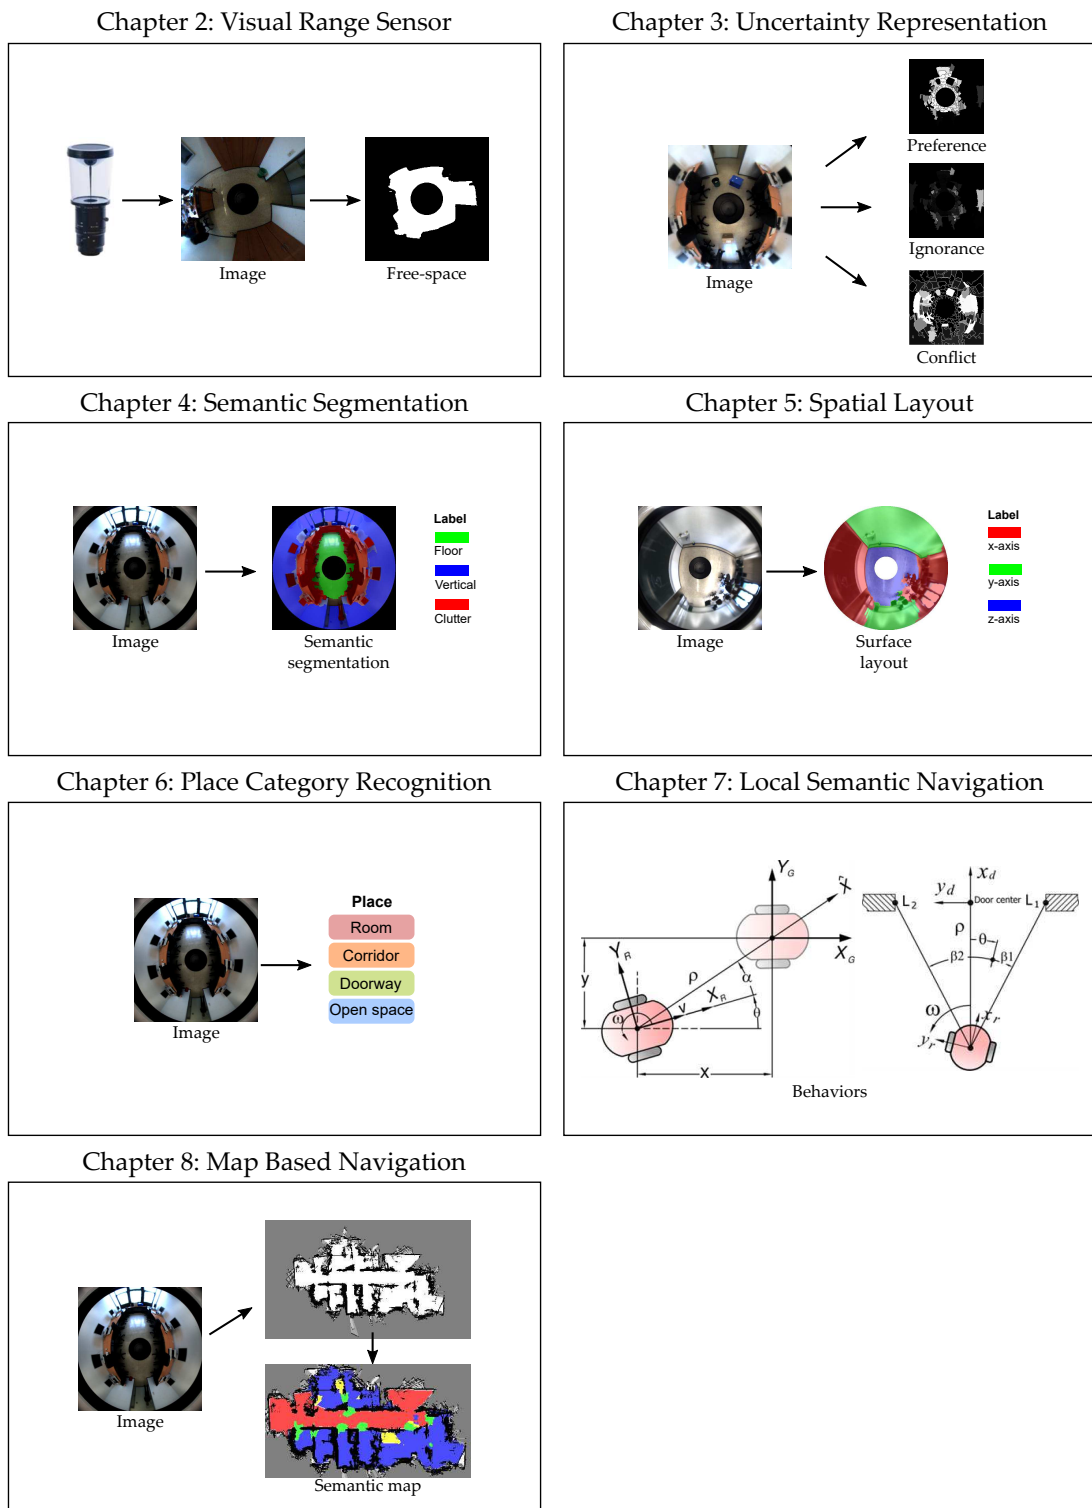 Chapter 2: Visual Range Sensor
Image
Free-space
Chapter 3: Uncertainty Representation
Preference
Ignorance
Image
Conflict
Chapter 4: Semantic Segmentation
Label
Floor
Vertical
Clutter
Image
Semantic
segmentation
Chapter 5: Spatial Layout
Label
x-axis
y-axis
z-axis
Image
Surface
layout
Chapter 6: Place Category Recognition
Place
Room
Corridor
Doorway
Open space
Image
Chapter 7: Local Semantic Navigation
Y_G
X_G
Y_R
X_R
y
ρ
α
v
θ
ω
x
x_d
y_d
Door center
L_2
L_1
ρ
θ
β2
β1
ω
x_r
y_r
Behaviors
Chapter 8: Map Based Navigation
Image
Semantic map